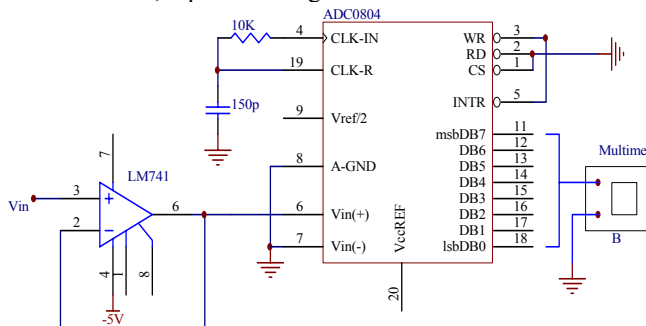 ADC0804
10K
4 CLK-IN WR 3
RD 2
19 CLK-R CS 1
150p
INTR 5
9 Vref/2
msbDB7 11
DB6 12
8 A-GND DB5 13
DB4 14
DB3 15
6 Vin(+) DB2 16
DB1 17
7 Vin(-) lsbDB0 18
VccREF
20
Multime
B
7
LM741
Vin
3 +
2 −
6
4
1
8
-5V